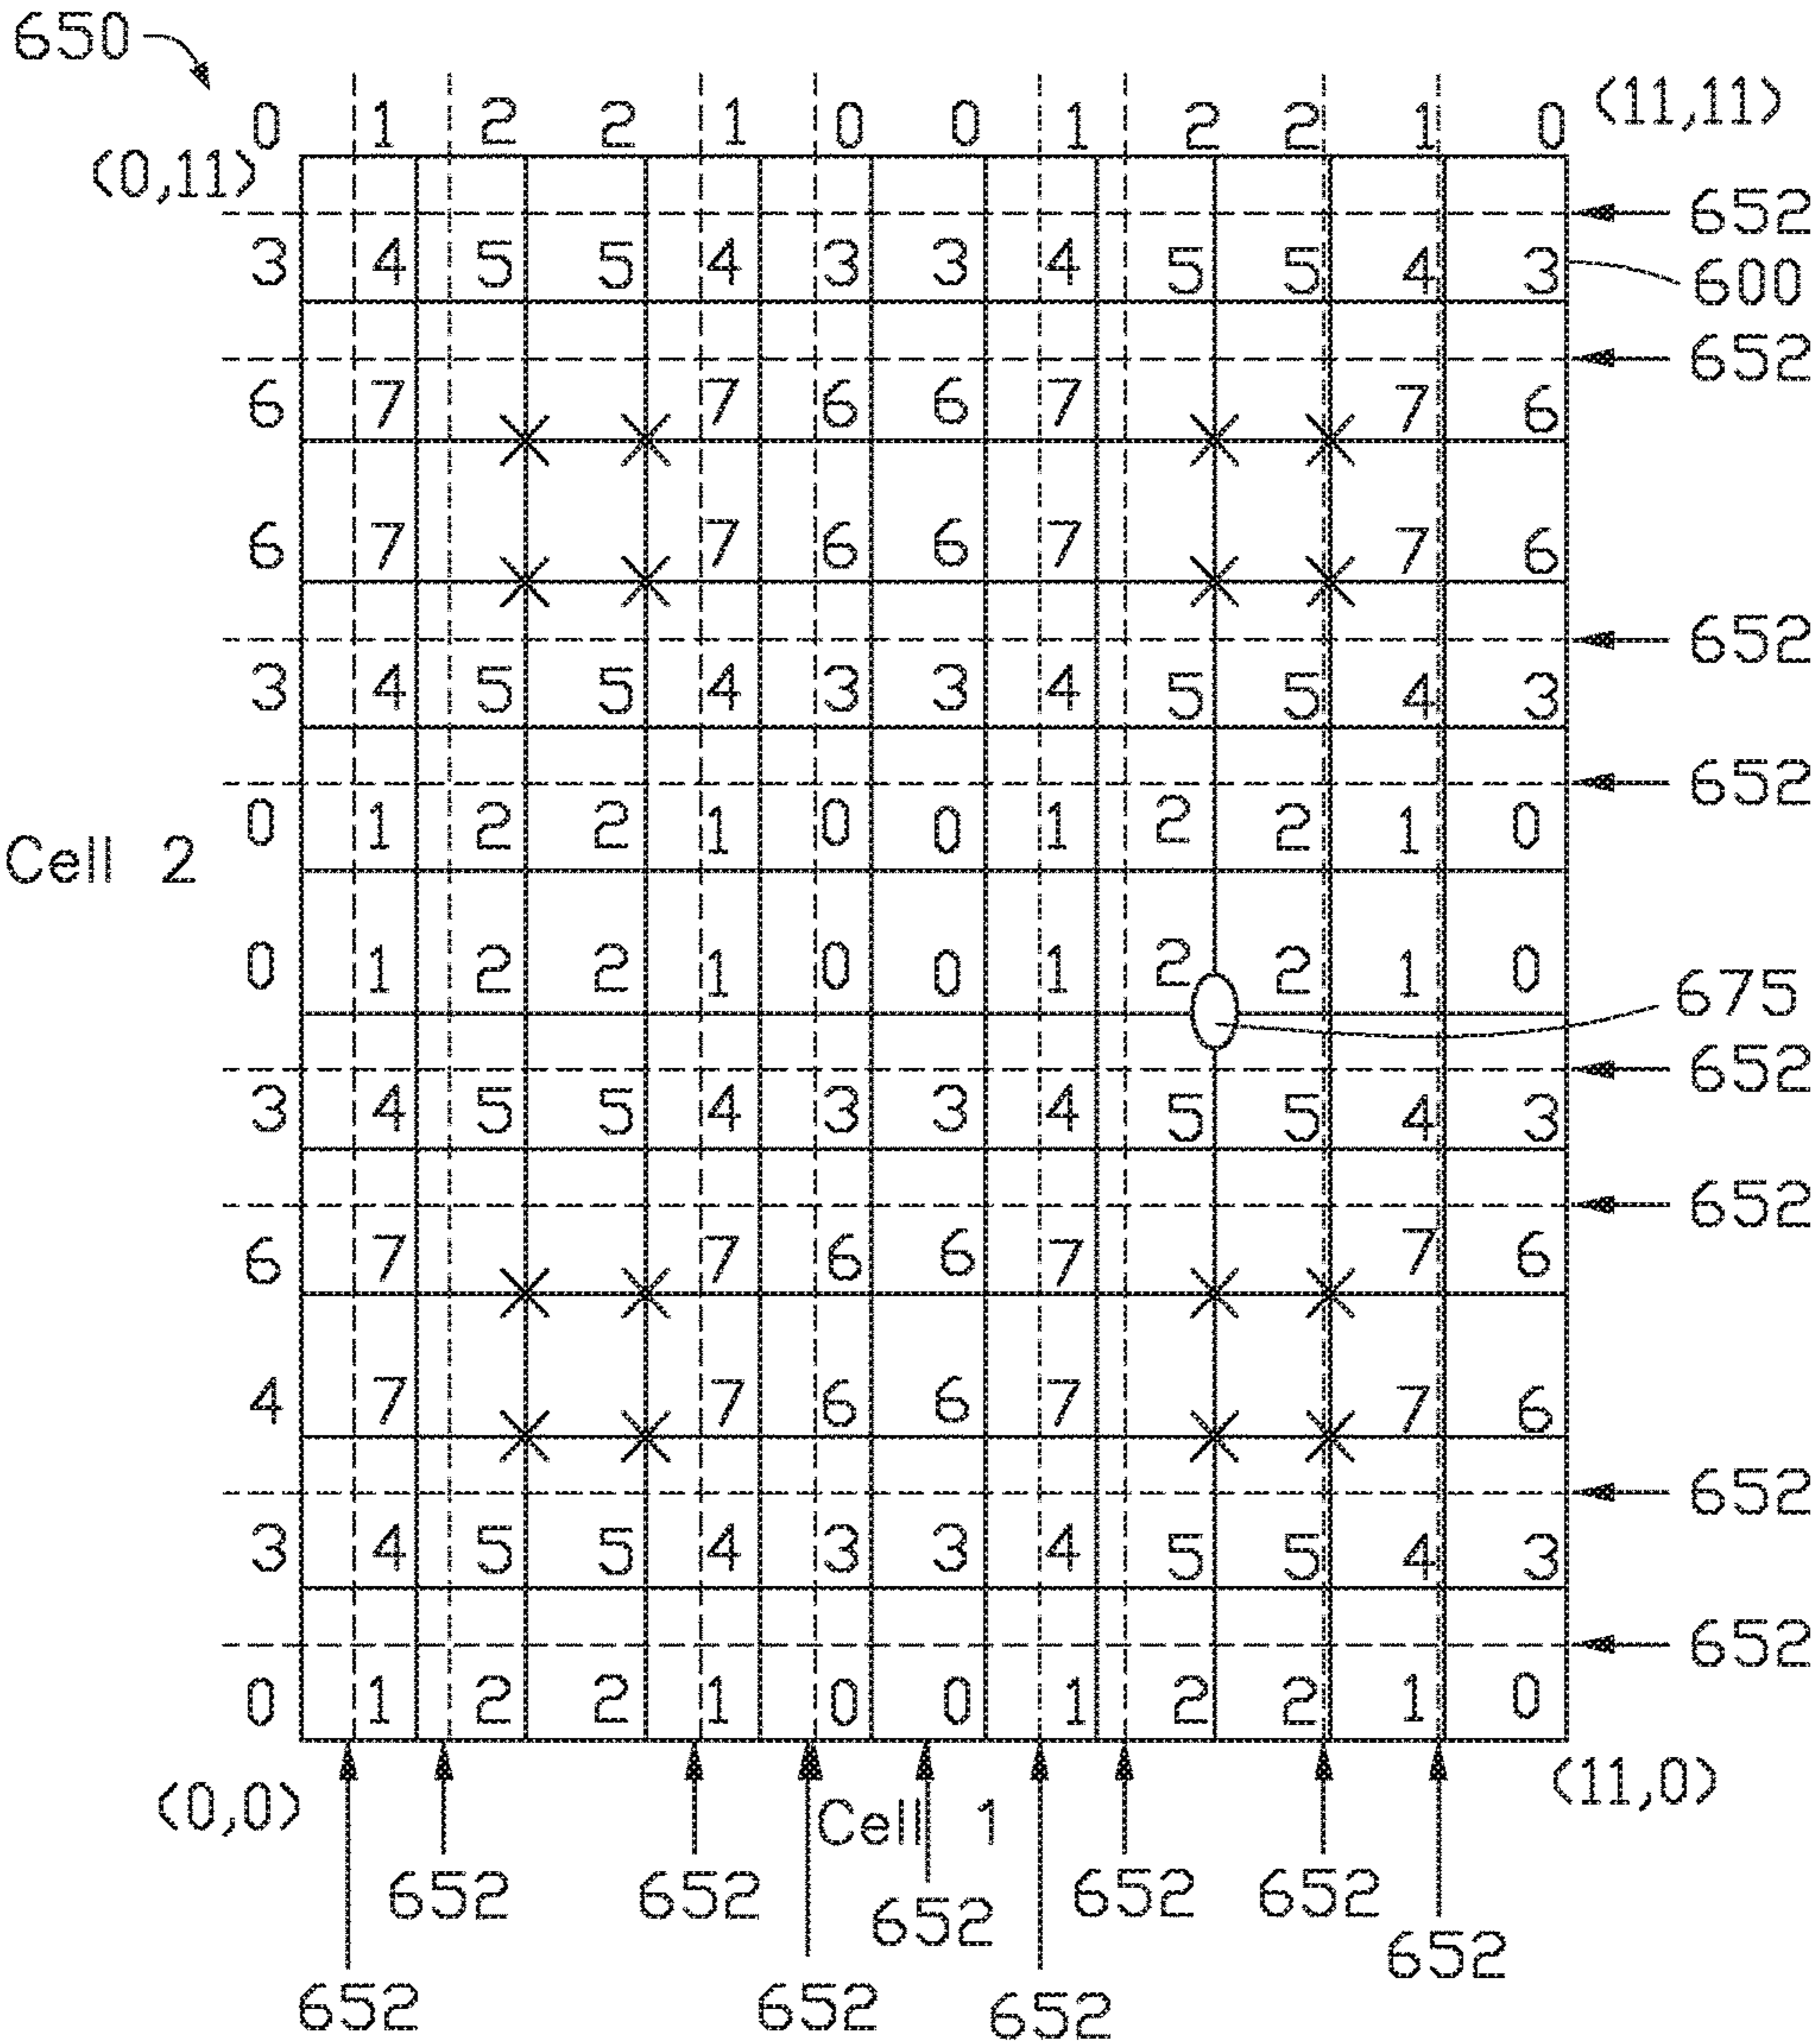 650
0 1 2 2 1 0 0 1 2 2 1 0 (11,11)
(0,11)
652
3 4 5 5 4 3 3 4 5 5 4 3 600
652
6 7 7 6 6 7 7 6
6 7 7 6 6 7 7 6
652
3 4 5 5 4 3 3 4 5 5 4 3
652
0 1 2 2 1 0 0 1 2 2 1 0
Cell 2
0 1 2 2 1 0 0 1 2 2 1 0
675
652
3 4 5 5 4 3 3 4 5 5 4 3
652
6 7 7 6 6 7 7 6
4 7 7 6 6 7 7 6
652
3 4 5 5 4 3 3 4 5 5 4 3
652
0 1 2 2 1 0 0 1 2 2 1 0
(0,0) (11,0)
Cell 1
652 652 652 652 652
652
652
652 652 652